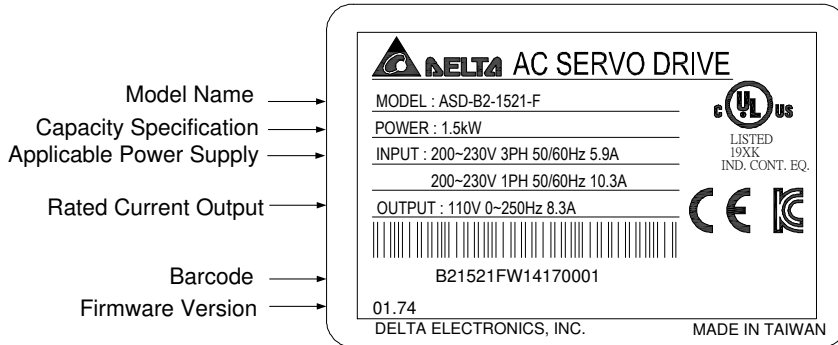 DELTA AC SERVO DRIVE
Model Name
MODEL : ASD-B2-1521-F
Capacity Specification
POWER : 1.5kW
Applicable Power Supply
INPUT : 200~230V 3PH 50/60Hz 5.9A
200~230V 1PH 50/60Hz 10.3A
Rated Current Output
OUTPUT : 110V 0~250Hz 8.3A
c UL US
LISTED
19XK
IND. CONT. EQ.
CE KC
Barcode
B21521FW14170001
Firmware Version
01.74
DELTA ELECTRONICS, INC.
MADE IN TAIWAN